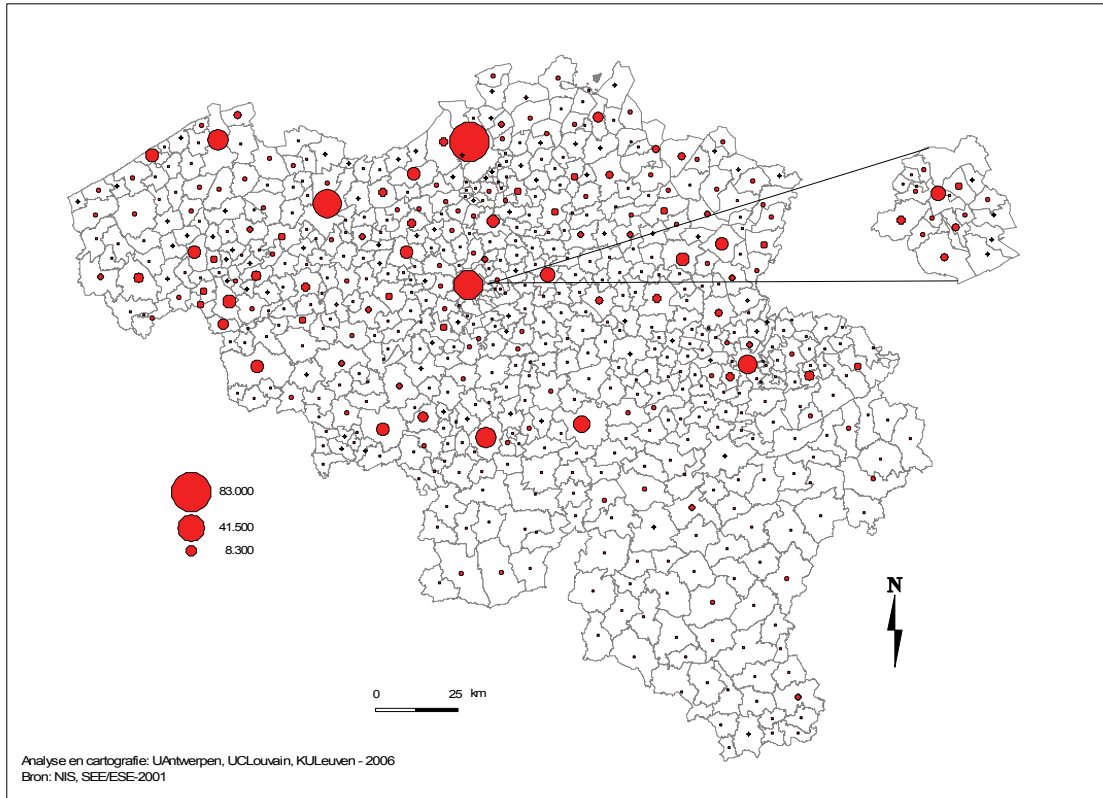 83.000
41.500
8.300
N
0 25 km
Analyse en cartografie: UAntwerpen, UCLouvain, KULeuven - 2006
Bron: NIS, SEE/ESE-2001